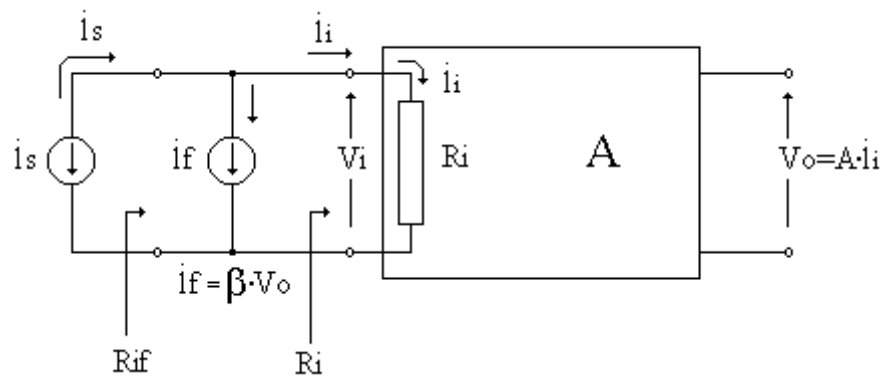 is
ii
ii
is
if
Vi
Ri
A
Vo=A·ii
if = β·Vo
Rif
Ri